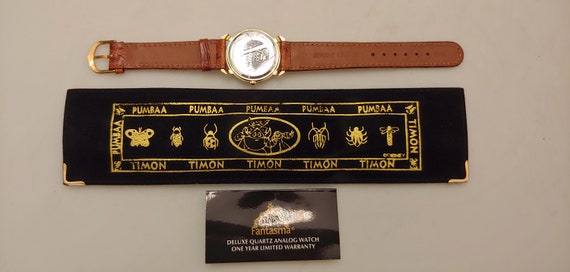 PUMBAA PUMBAA PUMBAA PUMBAA PUMBAA
PUMBAA
TIMON
TIMON TIMON TIMON TIMON TIMON
© DISNEY
Fantasma®
DELUXE QUARTZ ANALOG WATCH
ONE YEAR LIMITED WARRANTY